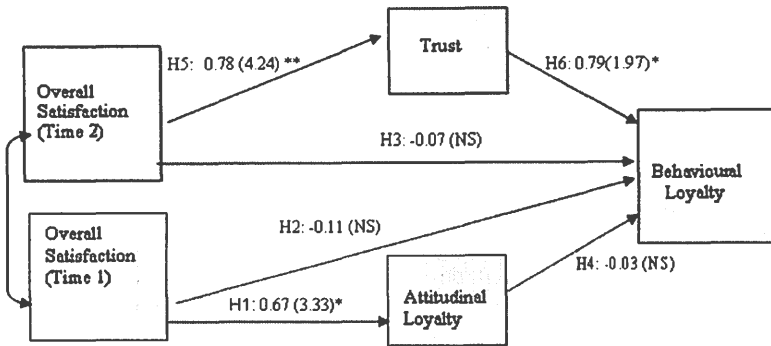 Trust
H5: 0.78 (4.24) **
H6: 0.79(1.97)*
Overall
Satisfaction
(Time 2)
H3: -0.07 (NS)
Behavioural
Loyalty
H2: -0.11 (NS)
Overall
Satisfaction
(Time 1)
H4: -0.03 (NS)
H1: 0.67 (3.33)*
Attitudinal
Loyalty